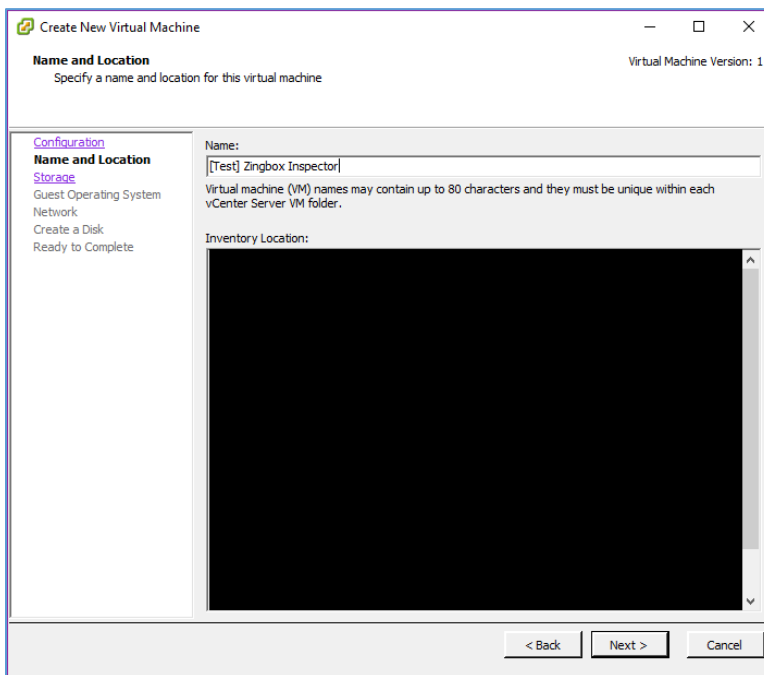 Create New Virtual Machine
Name and Location
Specify a name and location for this virtual machine
Virtual Machine Version: 1
Configuration
Name and Location
Storage
Guest Operating System
Network
Create a Disk
Ready to Complete
Name:
[Test] Zingbox Inspector
Virtual machine (VM) names may contain up to 80 characters and they must be unique within each
vCenter Server VM folder.
Inventory Location:
< Back
Next >
Cancel